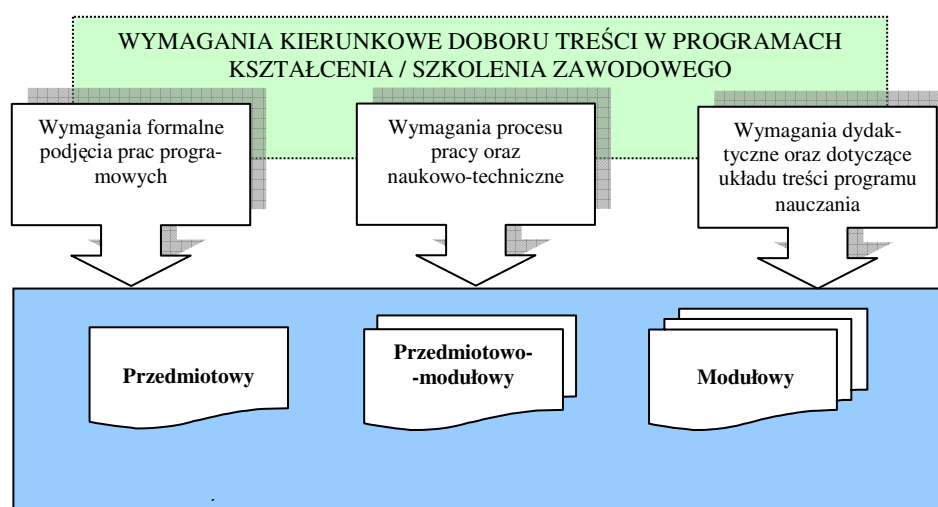 WYMAGANIA KIERUNKOWE DOBORU TREŚCI W PROGRAMACH
KSZTAŁCENIA / SZKOLENIA ZAWODOWEGO
Wymagania formalne
podjęcia prac progra-
mowych
Wymagania procesu
pracy oraz
naukowo-techniczne
Wymagania dydak-
tyczne oraz dotyczące
układu treści programu
nauczania
Przedmiotowy
Przedmiotowo-
-modułowy
Modułowy